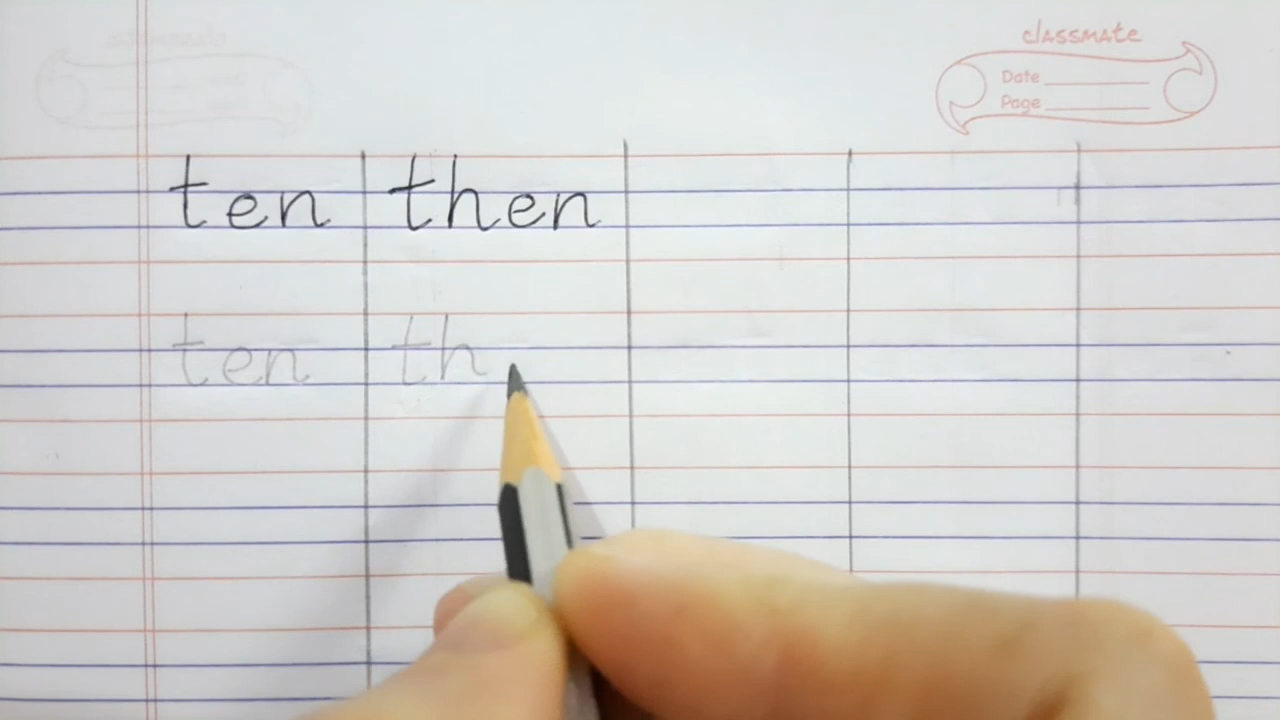 classmate
Date
Page
ten then
ten th